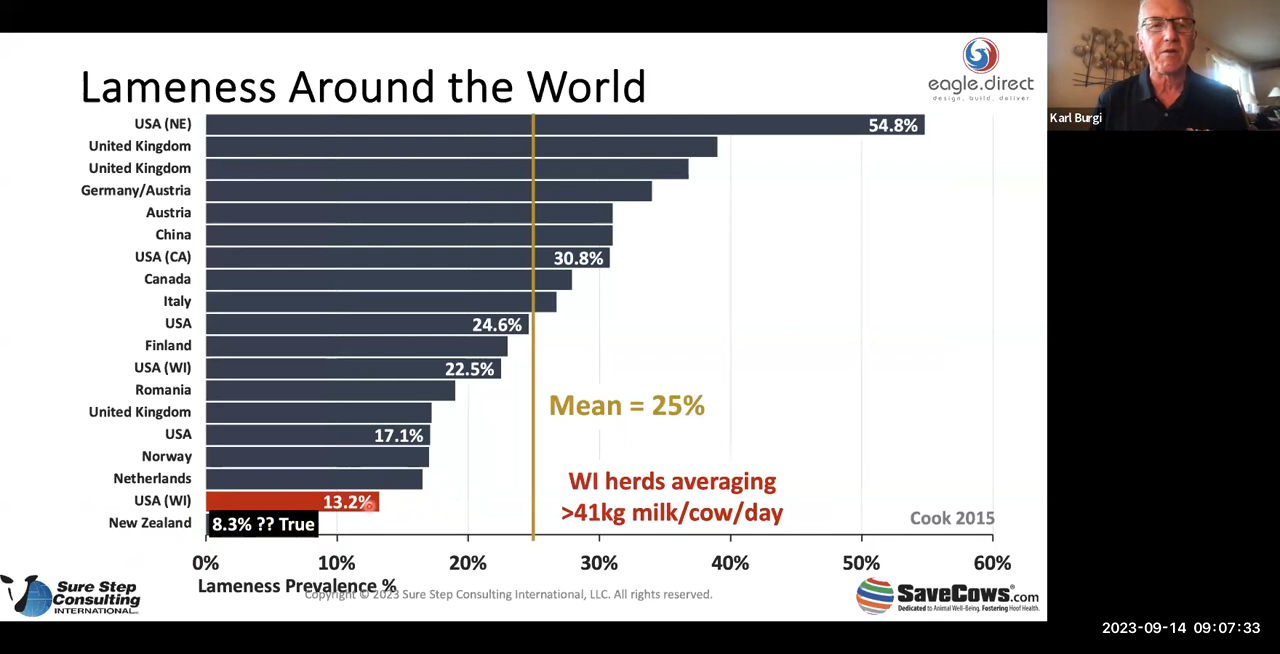 Lameness Around the World
eagle.direct
design. build. deliver
Karl Burgi
USA (NE)
54.8%
United Kingdom
United Kingdom
Germany/Austria
Austria
China
USA (CA)
30.8%
Canada
Italy
USA
24.6%
Finland
USA (WI)
22.5%
Romania
Mean = 25%
United Kingdom
USA
17.1%
Norway
Netherlands
WI herds averaging
>41kg milk/cow/day
USA (WI)
13.2%
New Zealand
8.3% ?? True
Cook 2015
0% 10% 20% 30% 40% 50% 60%
Lameness Prevalence %
Copyright © 2023 Sure Step Consulting International, LLC. All rights reserved.
Sure Step
Consulting
INTERNATIONAL
SaveCows.com
Dedicated to Animal Well-Being. Fostering Hoof Health.
2023-09-14 09:07:33